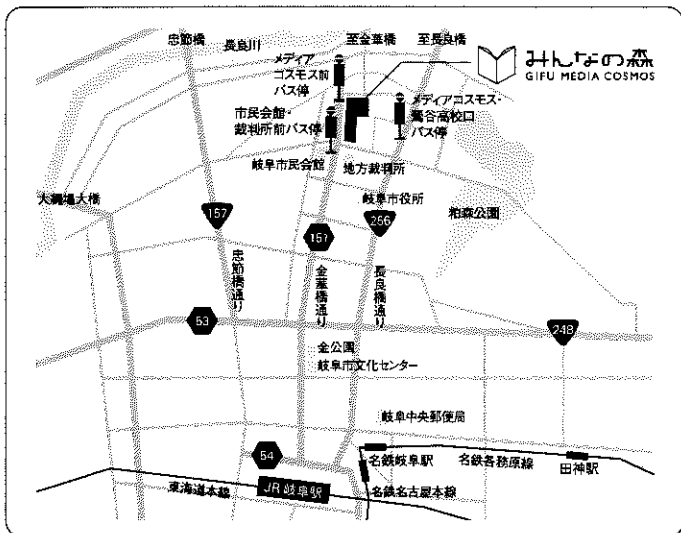 忠節橋
長良川
至金華橋
至長良橋
メディア
コスモス前
バス停
みんなの森
GIFU MEDIA COSMOS
市民会館・
裁判所前バス停
メディアコスモス・
鶯谷高校口
バス停
岐阜市民会館
地方裁判所
大縄場大橋
岐阜市役所
157
151
256
粕森公園
忠節橋通り
金華橋通り
長良橋通り
53
248
金公園
岐阜市文化センター
岐阜中央郵便局
54
名鉄岐阜駅
名鉄各務原線
田神駅
東海道本線
JR 岐阜駅
名鉄名古屋本線